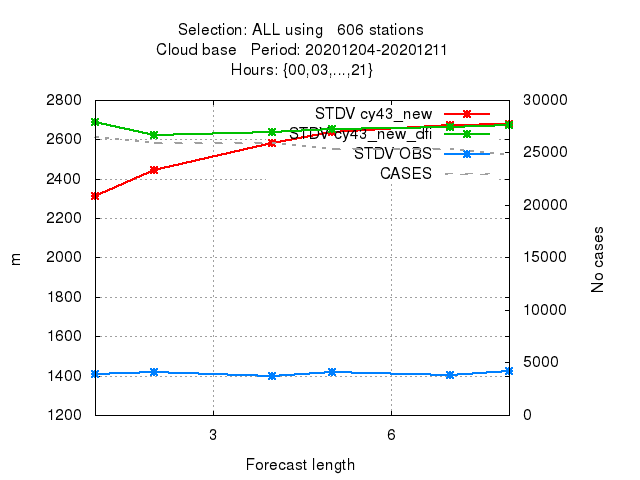 Selection: ALL using   606 stations
Cloud base   Period: 20201204-20201211
Hours: {00,03,...,21}
2800
2600
2400
2200
2000
1800
1600
1400
1200
m
STDV cy43_new
STDV cy43_new_dfi
STDV OBS
CASES
30000
25000
20000
15000
10000
5000
0
No cases
3 6
Forecast length